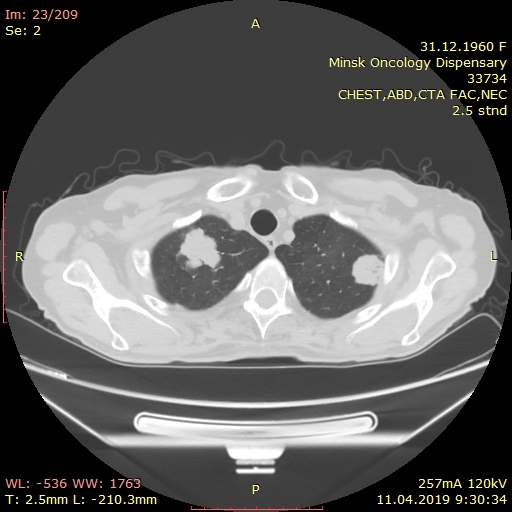 Im: 23/209
Se: 2
A
31.12.1960 F
Minsk Oncology Dispensary
33734
CHEST,ABD,CTA FAC,NEC
2.5 stnd
R
L
WL: -536 WW: 1763
T: 2.5mm L: -210.3mm
P
257mA 120kV
11.04.2019 9:30:34